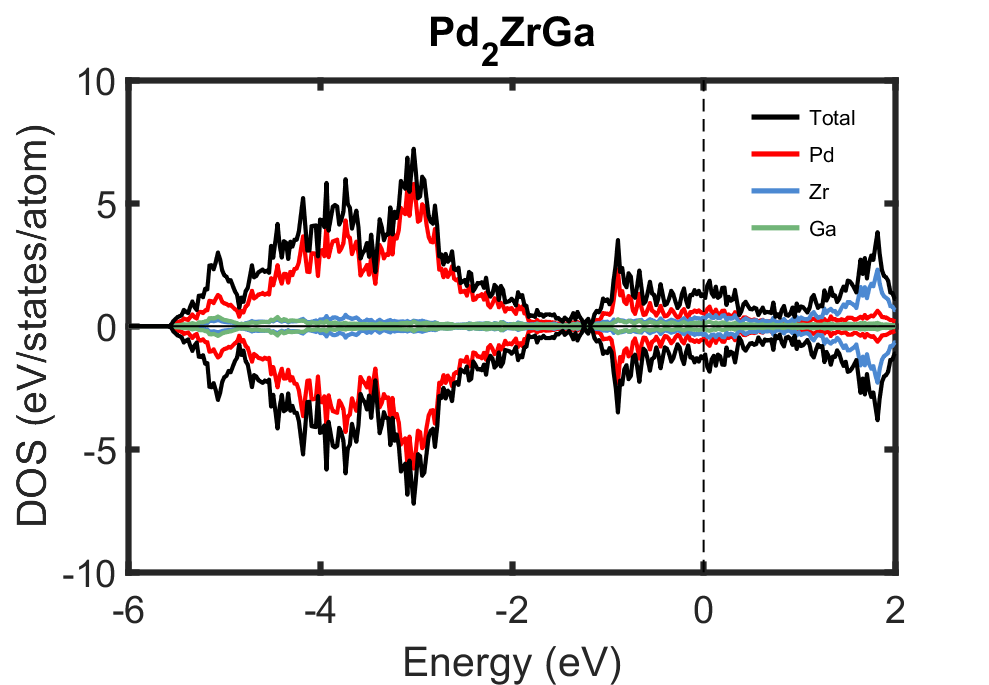 Pd2ZrGa
10
5
0
-5
-10
DOS (eV/states/atom)
Total
Pd
Zr
Ga
-6
-4
-2
0
2
Energy (eV)